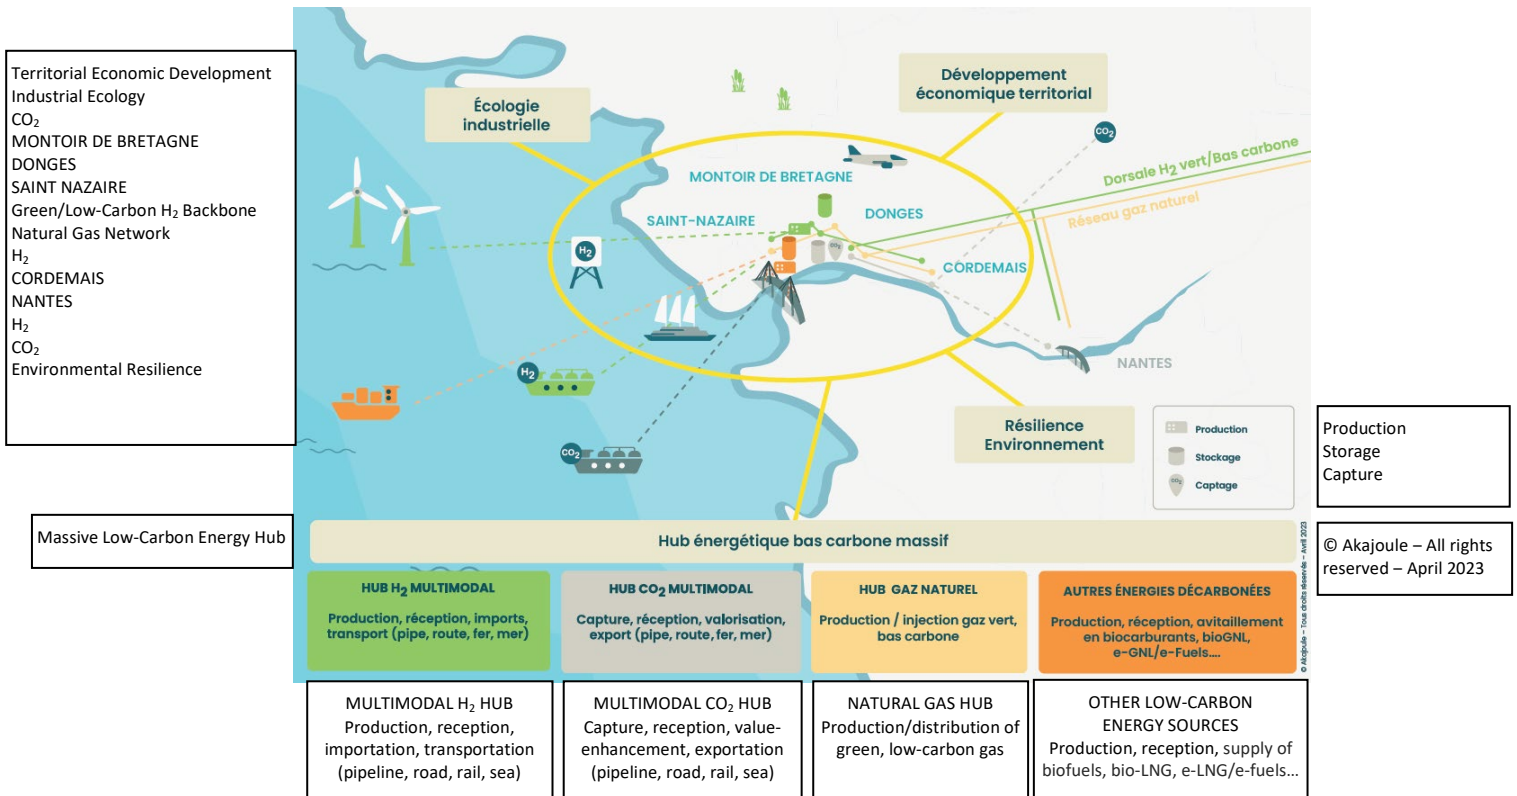 Territorial Economic Development
Industrial Ecology
CO₂
MONTOIR DE BRETAGNE
DONGES
SAINT NAZAIRE
Green/Low-Carbon H₂ Backbone
Natural Gas Network
H₂
CORDEMAIS
NANTES
H₂
CO₂
Environmental Resilience
Écologie
industrielle
Développement
économique territorial
CO₂
MONTOIR DE BRETAGNE
Dorsale H₂ vert/Bas carbone
Réseau gaz naturel
SAINT-NAZAIRE
DONGES
H₂
CO₂
CORDEMAIS
NANTES
H₂
CO₂
Résilience
Environnement
Production
Stockage
CO₂
Captage
Production
Storage
Capture
Massive Low-Carbon Energy Hub
Hub énergétique bas carbone massif
© Akajoule – Tous droits réservés – Avril 2023
© Akajoule – All rights
reserved – April 2023
HUB H₂ MULTIMODAL
Production, réception, imports,
transport (pipe, route, fer, mer)
HUB CO₂ MULTIMODAL
Capture, réception, valorisation,
export (pipe, route, fer, mer)
HUB GAZ NATUREL
Production / injection gaz vert,
bas carbone
AUTRES ÉNERGIES DÉCARBONÉES
Production, réception, avitaillement
en biocarburants, bioGNL,
e-GNL/e-Fuels....
MULTIMODAL H₂ HUB
Production, reception,
importation, transportation
(pipeline, road, rail, sea)
MULTIMODAL CO₂ HUB
Capture, reception, value-
enhancement, exportation
(pipeline, road, rail, sea)
NATURAL GAS HUB
Production/distribution of
green, low-carbon gas
OTHER LOW-CARBON
ENERGY SOURCES
Production, reception, supply of
biofuels, bio-LNG, e-LNG/e-fuels…